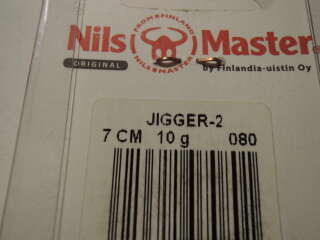 FROM FINLAND
Nils Master
NILS MASTER
ORIGINAL
by Finlandia-uistin Oy
JIGGER-2
7 CM 10 g 080